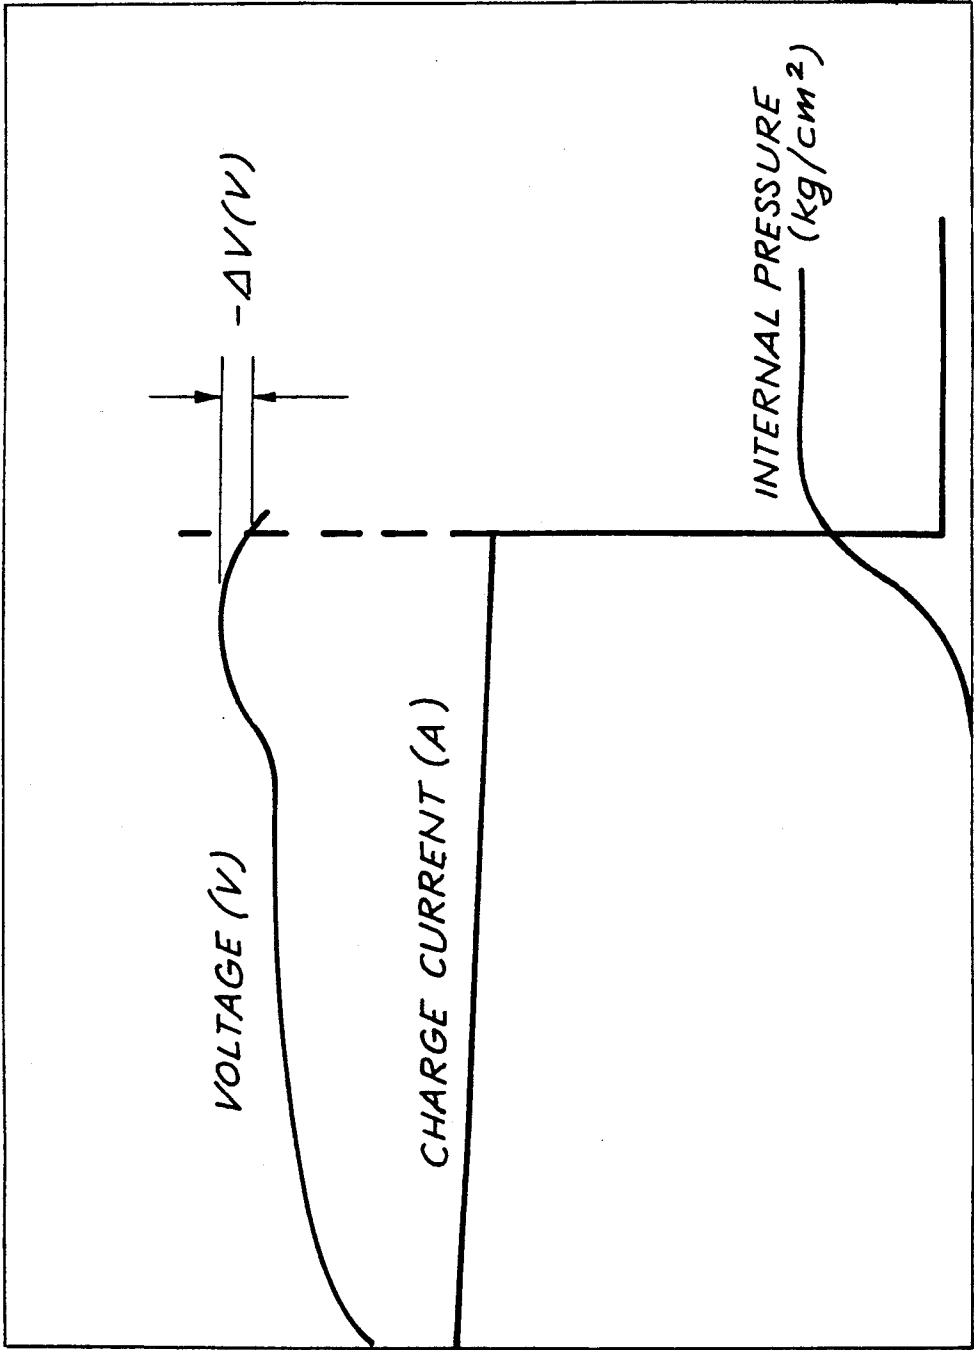 -ΔV(V)
VOLTAGE (V)
CHARGE CURRENT (A)
INTERNAL PRESSURE
(kg/cm²)